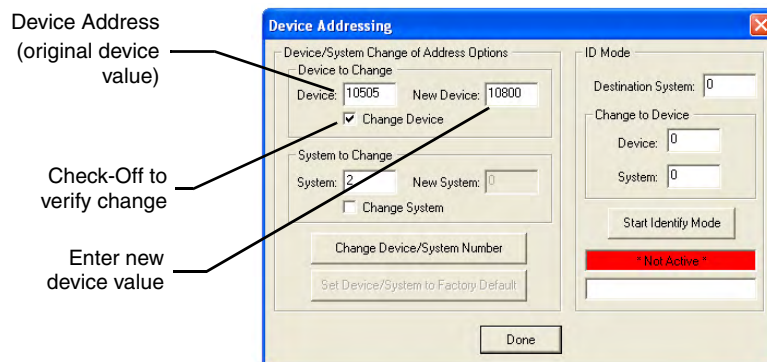 Device Address
(original device
value)
Check-Off to
verify change
Enter new
device value
Device Addressing
Device/System Change of Address Options
Device to Change
Device: 10505 New Device: 10800
Change Device
System to Change
System: 2 New System: 0
Change System
Change Device/System Number
Set Device/System to Factory Default
ID Mode
Destination System: 0
Change to Device
Device: 0
System: 0
Start Identify Mode
* Not Active *
Done